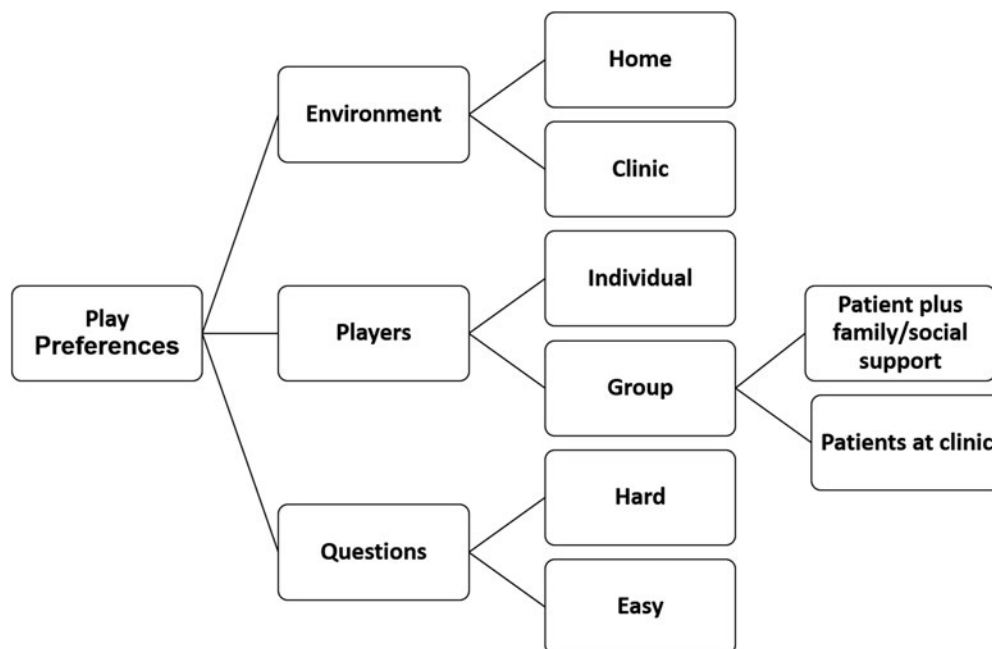 Home
Environment
Clinic
Individual
Play
Preferences
Players
Patient plus
family/social
support
Group
Patients at clinic
Hard
Questions
Easy